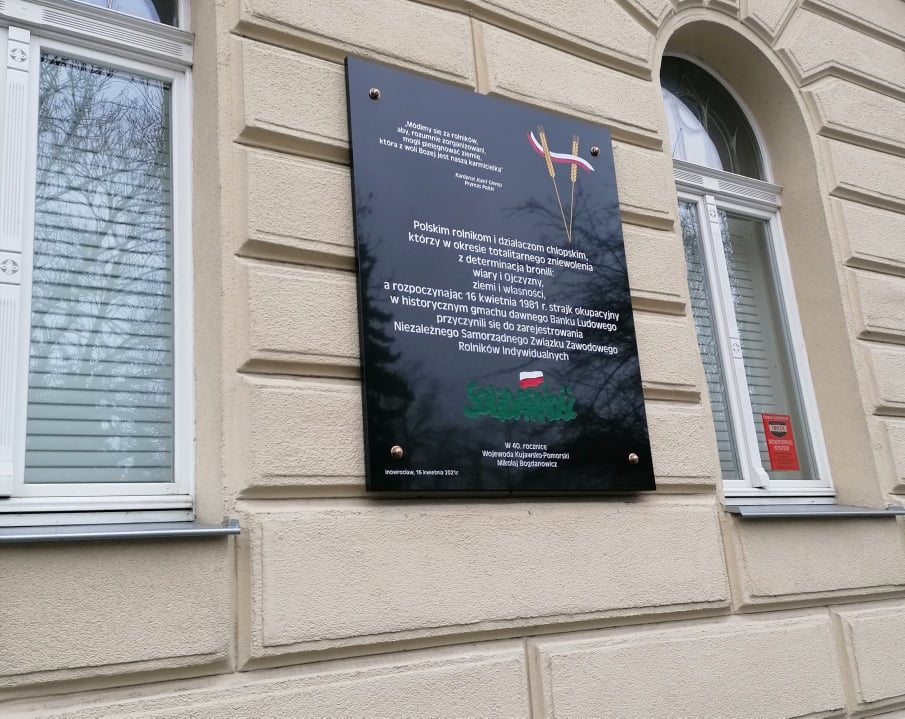 „Módlmy się za rolników,
aby, rozumnie zorganizowani,
mogli pielęgnować ziemię,
która z woli Bożej jest naszą karmicielką"
Kardynał Józef Glemp
Prymas Polski
Polskim rolnikom i działaczom chłopskim,
którzy w okresie totalitarnego zniewolenia
z determinacją bronili:
wiary i Ojczyzny,
ziemi i własności,
a rozpoczynając 16 kwietnia 1981 r. strajk okupacyjny
w historycznym gmachu dawnego Banku Ludowego
przyczynili się do zarejestrowania
Niezależnego Samorządnego Związku Zawodowego
Rolników Indywidualnych
Solidarność
W 40. rocznicę
Wojewoda Kujawsko-Pomorski
Mikołaj Bogdanowicz
Inowrocław, 16 kwietnia 2021r.
MONITORING
SYSTEM